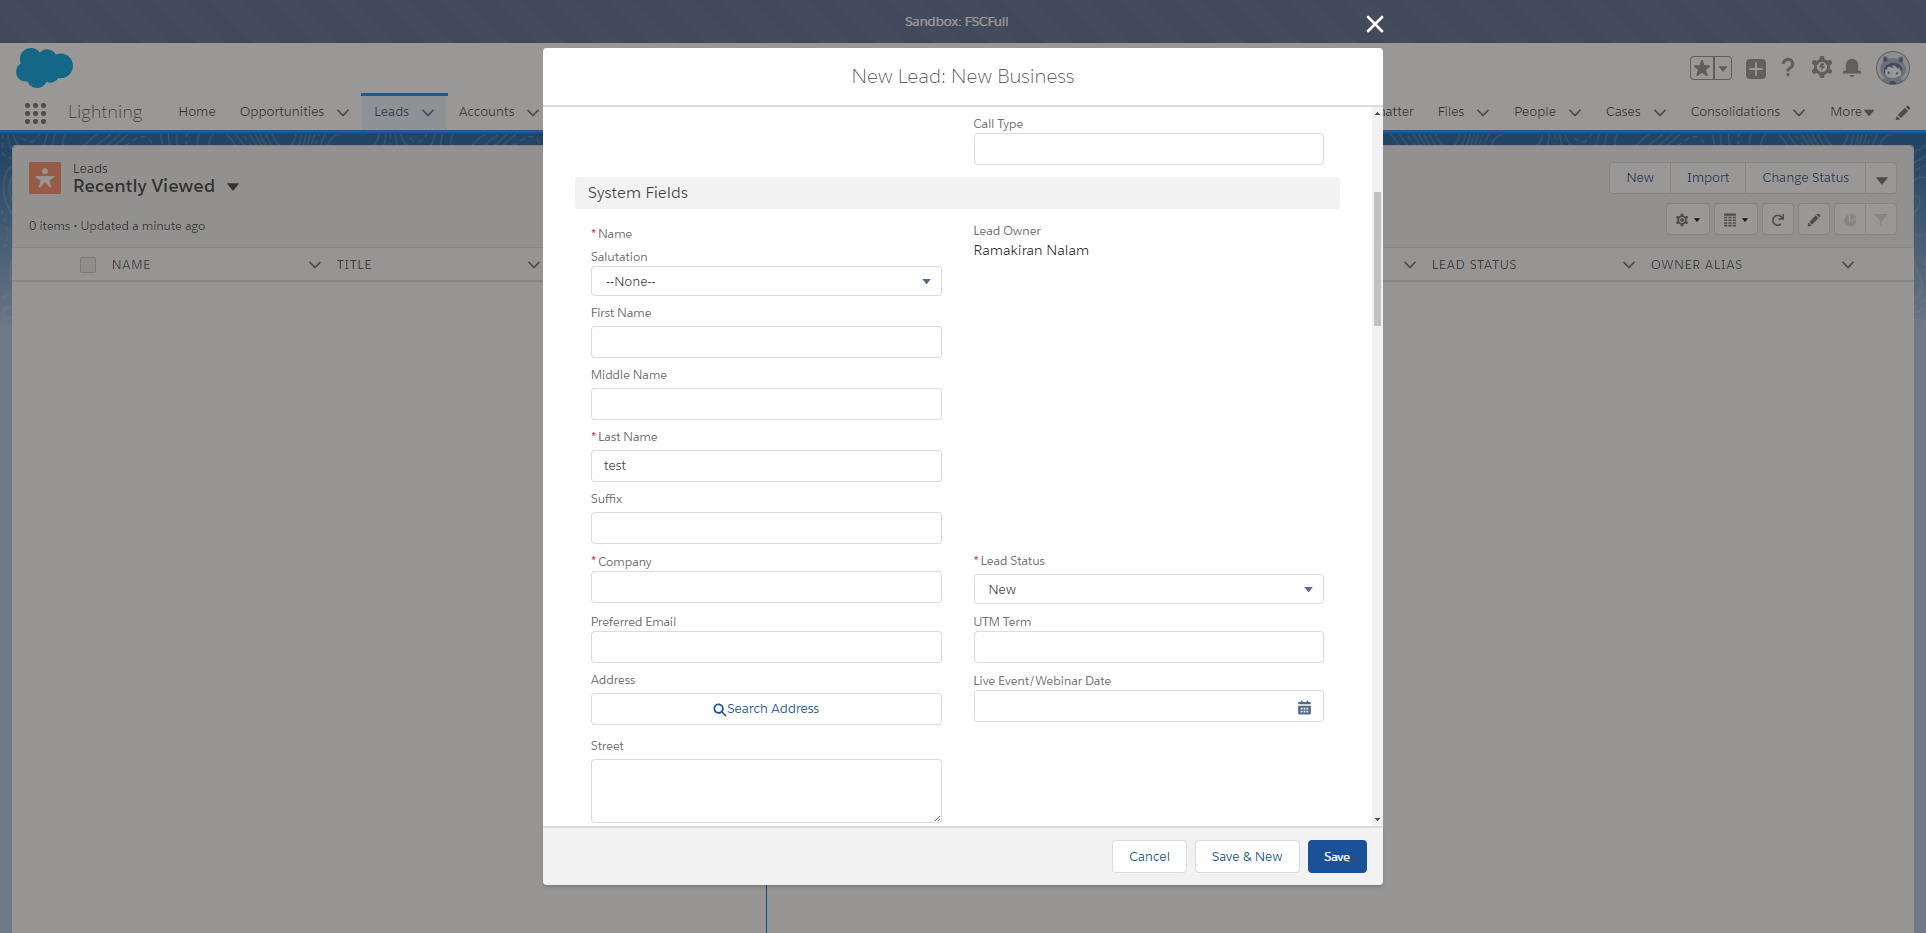 Sandbox: FSCFull
Lightning Home Opportunities Leads Accounts
atter Files People Cases Consolidations More
Leads
Recently Viewed
New Import Change Status
0 items • Updated a minute ago
NAME TITLE LEAD STATUS OWNER ALIAS
New Lead: New Business
Call Type
System Fields
* Name
Lead Owner
Ramakiran Nalam
Salutation
--None--
First Name
Middle Name
* Last Name
test
Suffix
* Company
* Lead Status
New
Preferred Email
UTM Term
Address
Search Address
Live Event/Webinar Date
Street
Cancel Save & New Save